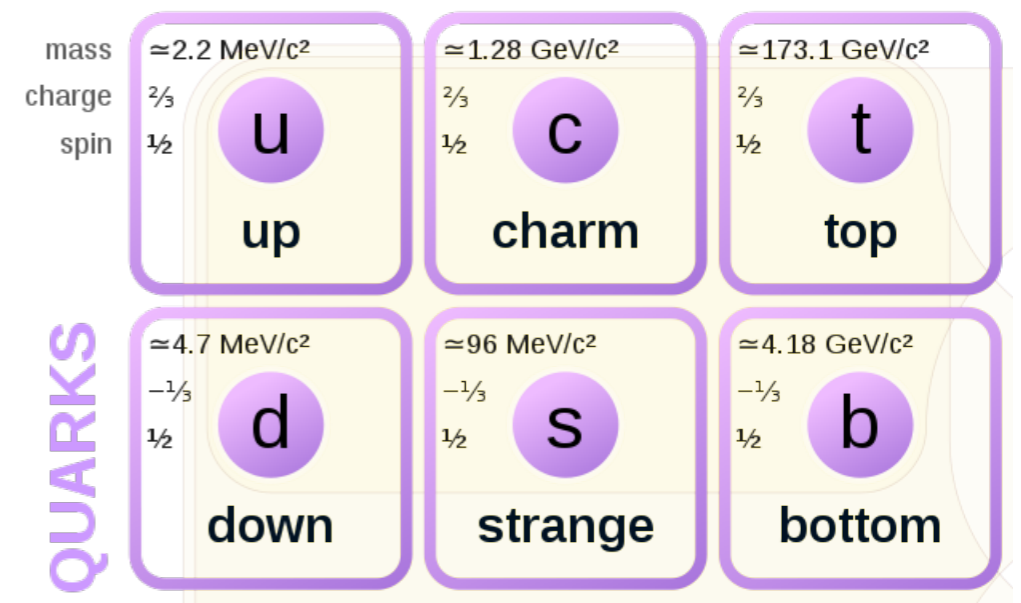 mass ≃2.2 MeV/c² ≃1.28 GeV/c² ≃173.1 GeV/c²
charge ⅔ ⅔ ⅔
spin ½ ½ ½
u c t
up charm top
QUARKS
≃4.7 MeV/c² ≃96 MeV/c² ≃4.18 GeV/c²
−⅓ −⅓ −⅓
½ ½ ½
d s b
down strange bottom